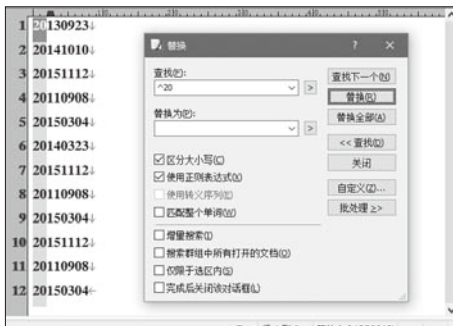 1 20130923↓
2 20141010↓
3 20151112↓
4 20110908↓
5 20150304↓
6 20140323↓
7 20151112↓
8 20110908↓
9 20150304↓
10 20151112↓
11 20110908↓
12 20150304←
替换 ? ×
查找(F):
^20
>
替换为(P):
>
区分大小写(C)
使用正则表达式(X)
使用转义序列(E)
匹配整个单词(W)
增量搜索(I)
搜索群组中所有打开的文档(O)
仅限于选区内(S)
完成后关闭该对话框(L)
查找下一个(N)
替换(R)
替换全部(A)
<< 查找(D)
关闭
自定义(Z)...
批处理 >>